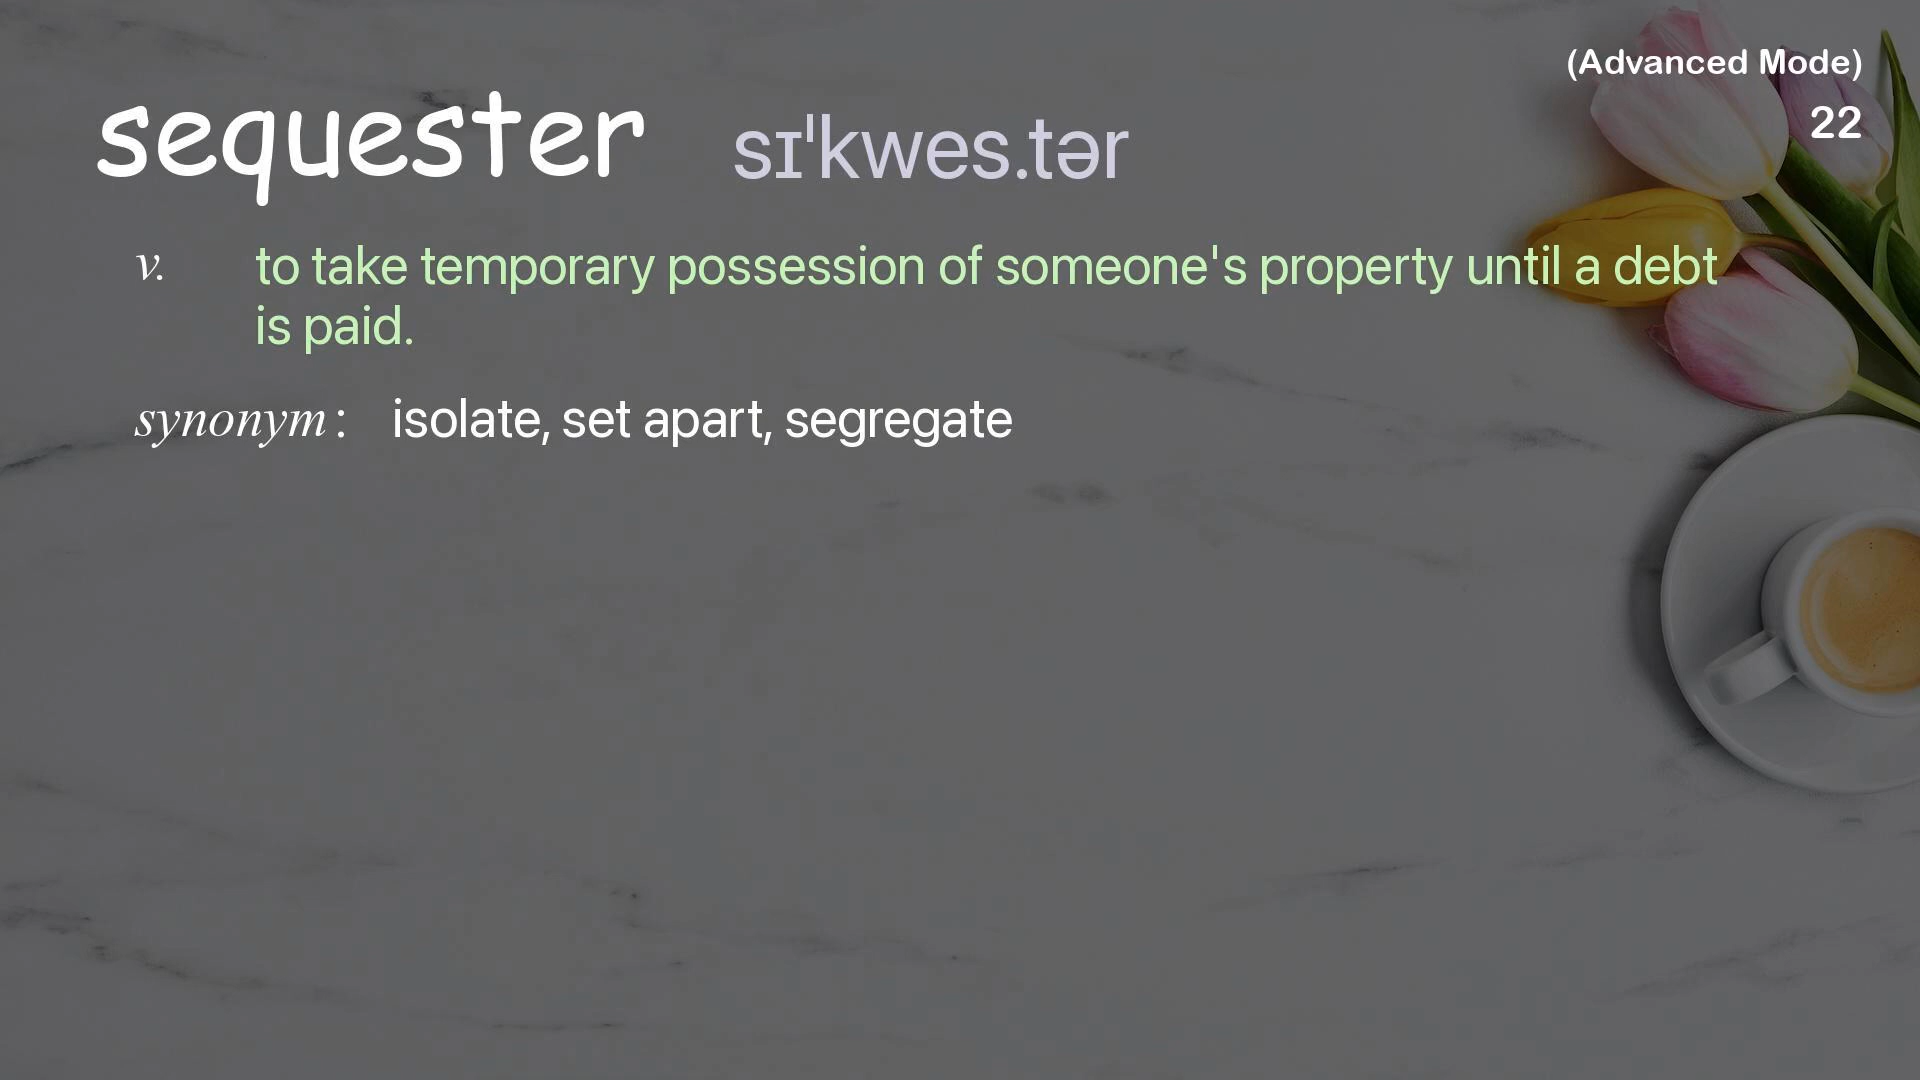 (Advanced Mode)
22
sequester sɪˈkwes.tər
v. to take temporary possession of someone's property until a debt
is paid.
synonym: isolate, set apart, segregate